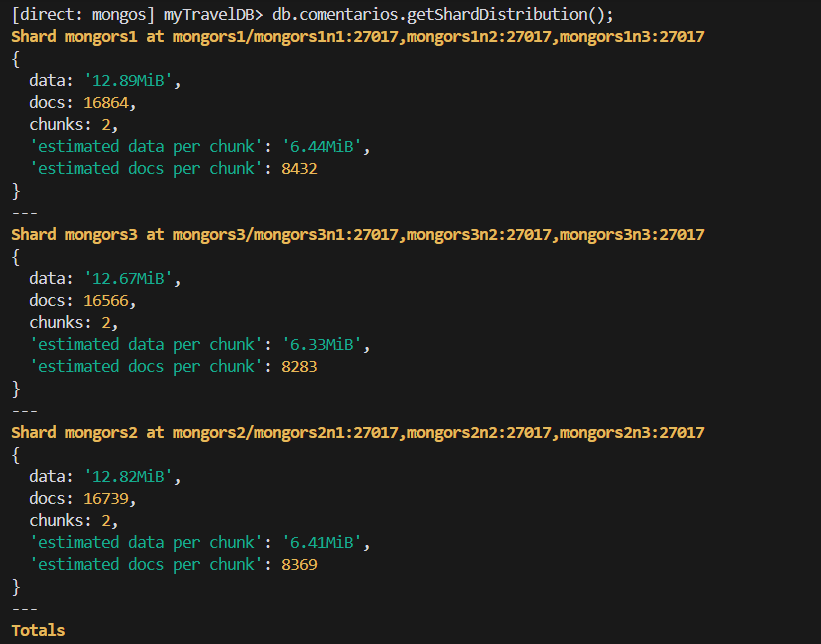 [direct: mongos] myTravelDB> db.comentarios.getShardDistribution();
Shard mongors1 at mongors1/mongors1n1:27017,mongors1n2:27017,mongors1n3:27017
{
  data: '12.89MiB',
  docs: 16864,
  chunks: 2,
  'estimated data per chunk': '6.44MiB',
  'estimated docs per chunk': 8432
}
---
Shard mongors3 at mongors3/mongors3n1:27017,mongors3n2:27017,mongors3n3:27017
{
  data: '12.67MiB',
  docs: 16566,
  chunks: 2,
  'estimated data per chunk': '6.33MiB',
  'estimated docs per chunk': 8283
}
---
Shard mongors2 at mongors2/mongors2n1:27017,mongors2n2:27017,mongors2n3:27017
{
  data: '12.82MiB',
  docs: 16739,
  chunks: 2,
  'estimated data per chunk': '6.41MiB',
  'estimated docs per chunk': 8369
}
---
Totals